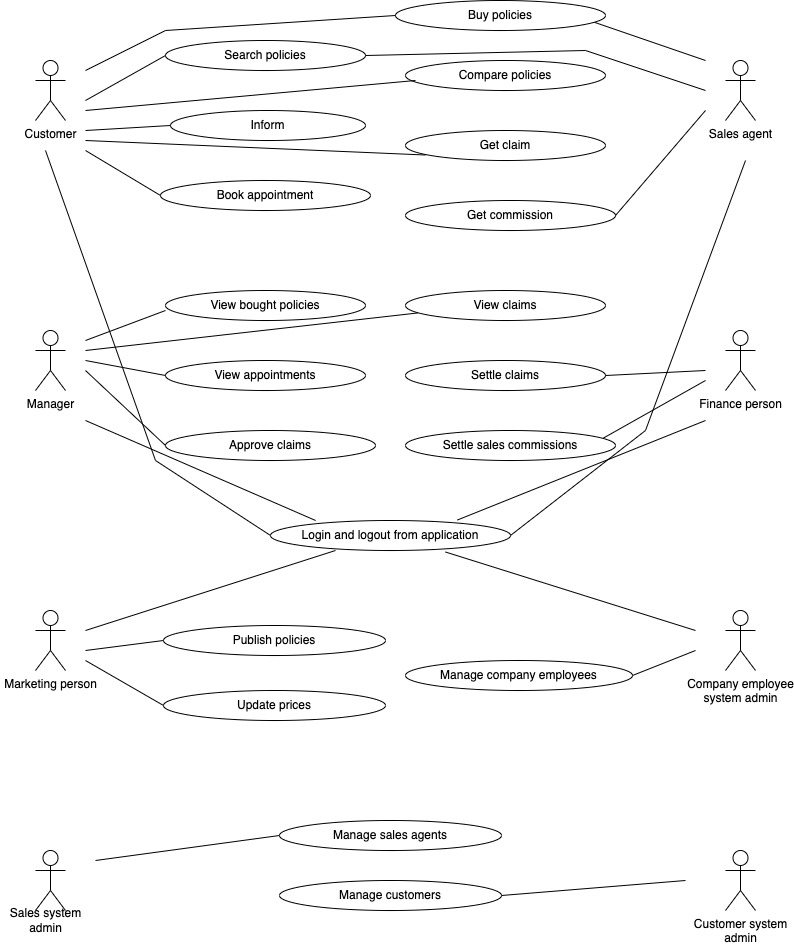 Buy policies
Search policies
Compare policies
Customer
Inform
Sales agent
Get claim
Book appointment
Get commission
View bought policies
View claims
View appointments
Settle claims
Manager
Finance person
Approve claims
Settle sales commissions
Login and logout from application
Publish policies
Manage company employees
Marketing person
Company employee
system admin
Update prices
Manage sales agents
Manage customers
Sales system
admin
Customer system
admin